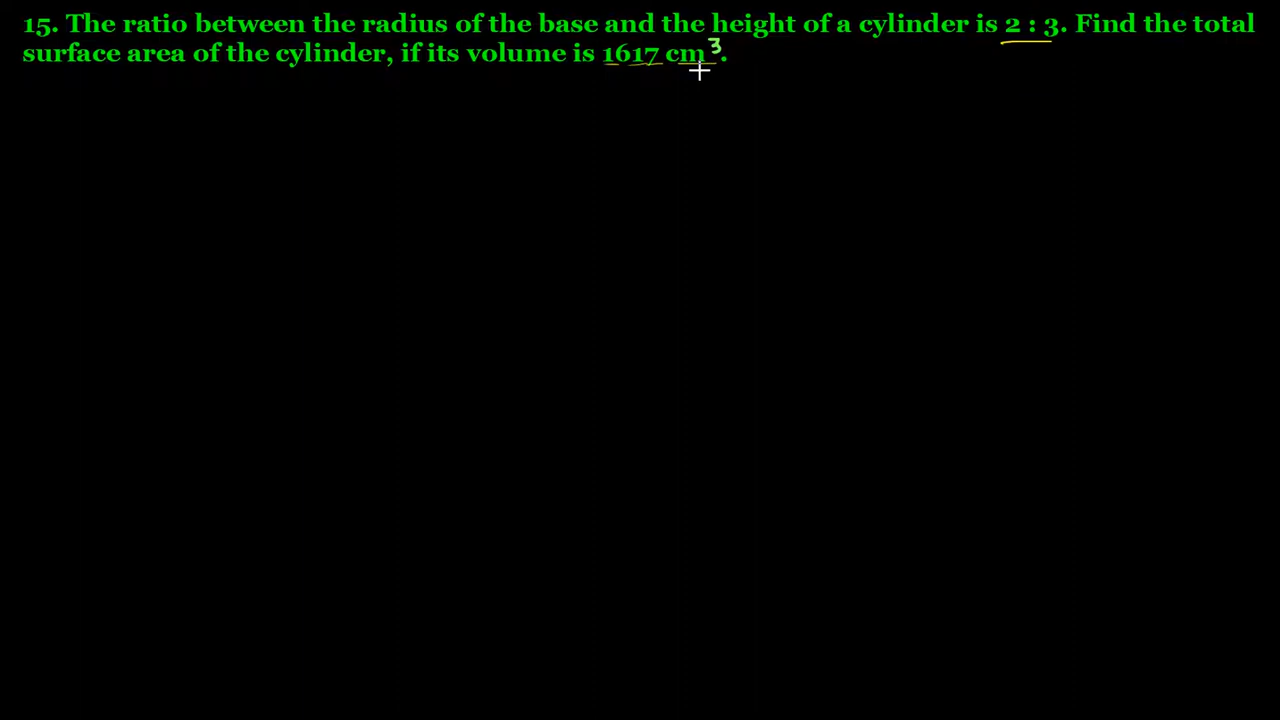 15. The ratio between the radius of the base and the height of a cylinder is 2 : 3. Find the total
surface area of the cylinder, if its volume is 1617 cm³.